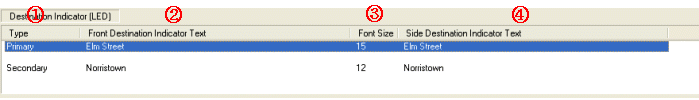 ① ② ③ ④
Destination Indicator [LED]
Type Front Destination Indicator Text Font Size Side Destination Indicator Text
Primary Elm Street 15 Elm Street
Secondary Norristown 12 Norristown